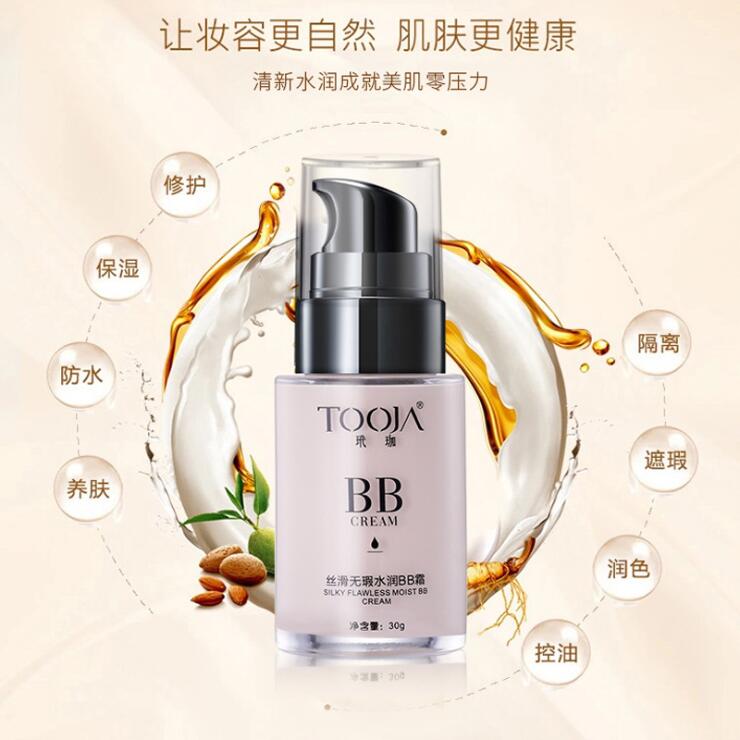 让妆容更自然 肌肤更健康
清新水润成就美肌零压力
修护
保湿
防水
养肤
隔离
遮瑕
润色
控油
TOOJA®
玳 珈
BB
CREAM
丝滑无瑕水润BB霜
SILKY FLAWLESS MOIST BB
CREAM
净含量: 30g